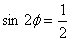 sin 2ϕ = 1/2